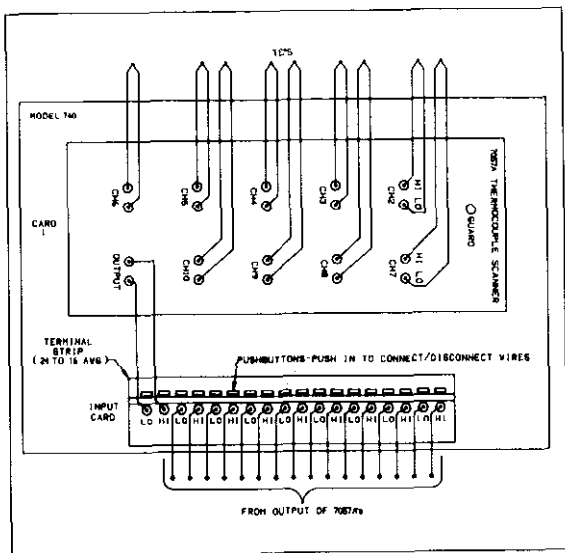 MODEL 740
7057A THERMOCOUPLE SCANNER
CARD
1
CH6
CH5
CH4
CH3
CH2
HI
LO
GUARD
OUTPUT
CH10
CH9
CH8
CH7
HI
LO
TERMINAL
STRIP
(24 TO 16 AWG)
PUSHBUTTONS-PUSH IN TO CONNECT/DISCONNECT WIRES
INPUT
CARD
LO HI LO HI LO HI LO HI LO HI LO HI LO HI LO HI LO HI
FROM OUTPUT OF 7057A's